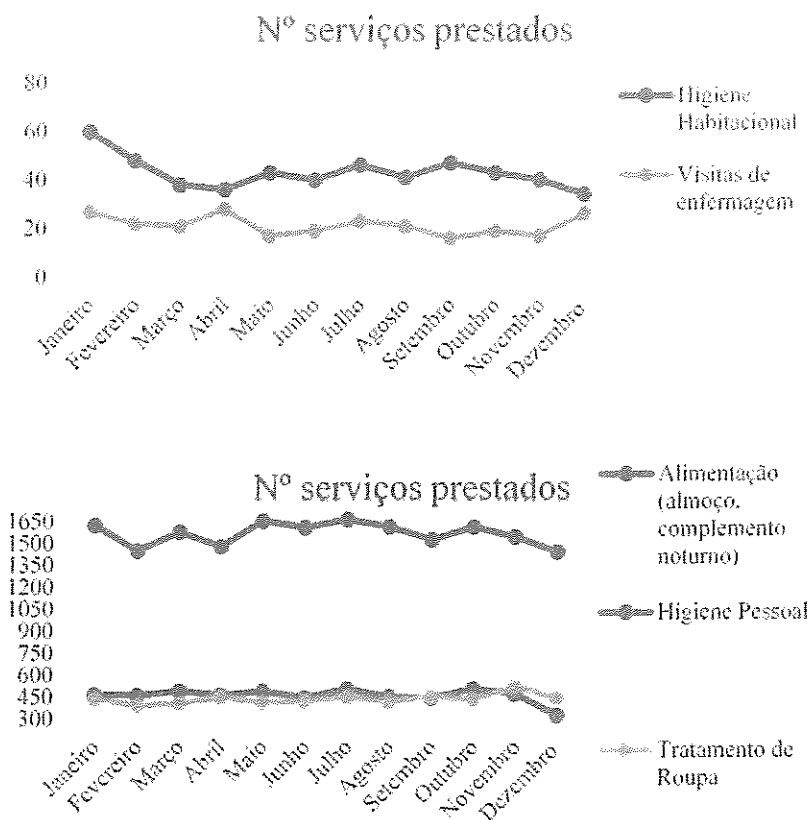 Nº serviços prestados
80
60
40
20
0
Janeiro
Fevereiro
Março
Abril
Maio
Junho
Julho
Agosto
Setembro
Outubro
Novembro
Dezembro
Higiene
Habitacional
Visitas de
enfermagem
Nº serviços prestados
1650
1500
1350
1200
1050
900
750
600
450
300
Janeiro
Fevereiro
Março
Abril
Maio
Junho
Julho
Agosto
Setembro
Outubro
Novembro
Dezembro
Alimentação
(almoço,
complemento
noturno)
Higiene Pessoal
Tratamento de
Roupa